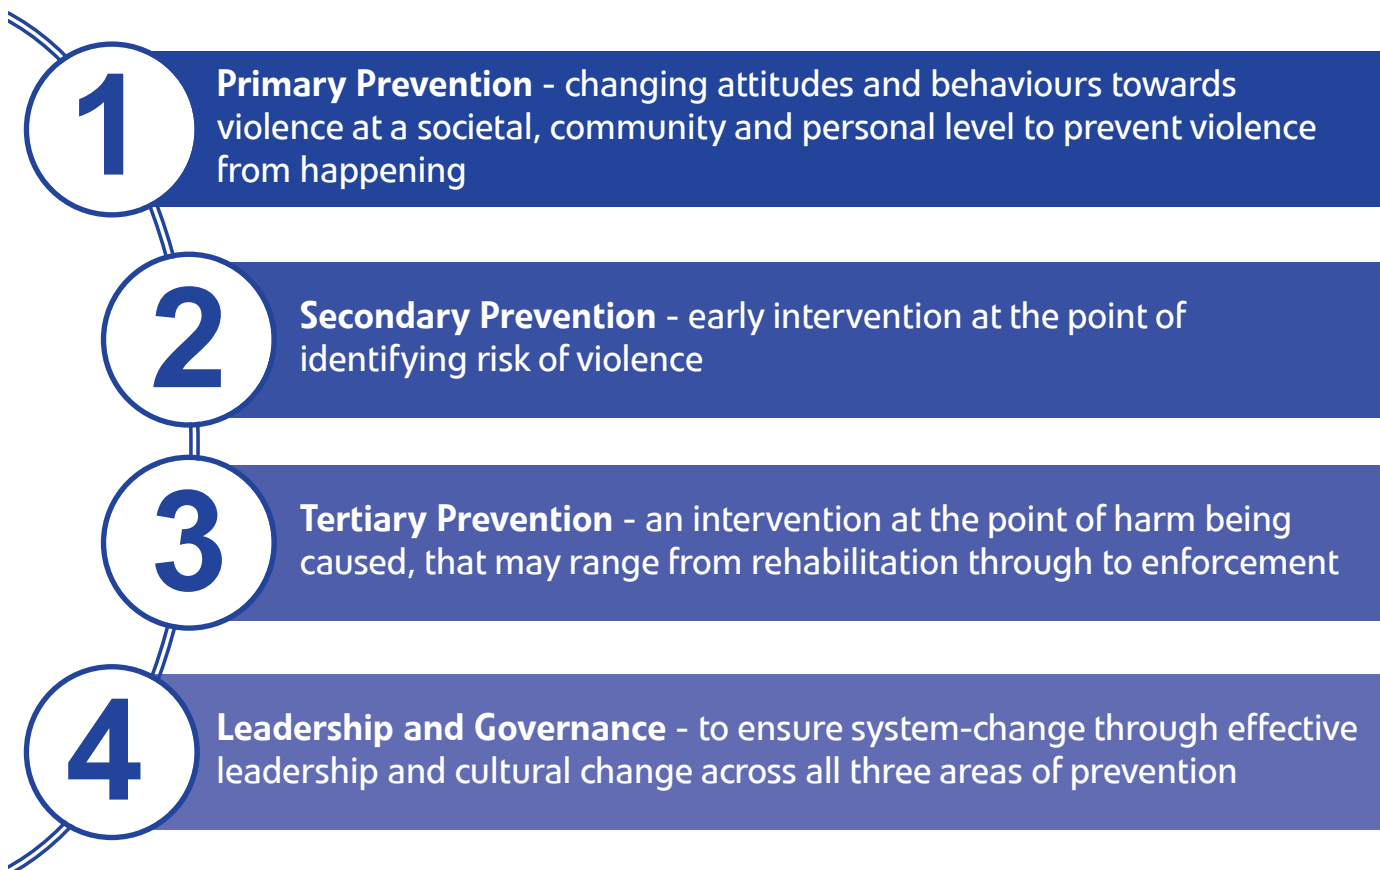 1
Primary Prevention - changing attitudes and behaviours towards
violence at a societal, community and personal level to prevent violence
from happening
2
Secondary Prevention - early intervention at the point of
identifying risk of violence
3
Tertiary Prevention - an intervention at the point of harm being
caused, that may range from rehabilitation through to enforcement
4
Leadership and Governance - to ensure system-change through effective
leadership and cultural change across all three areas of prevention